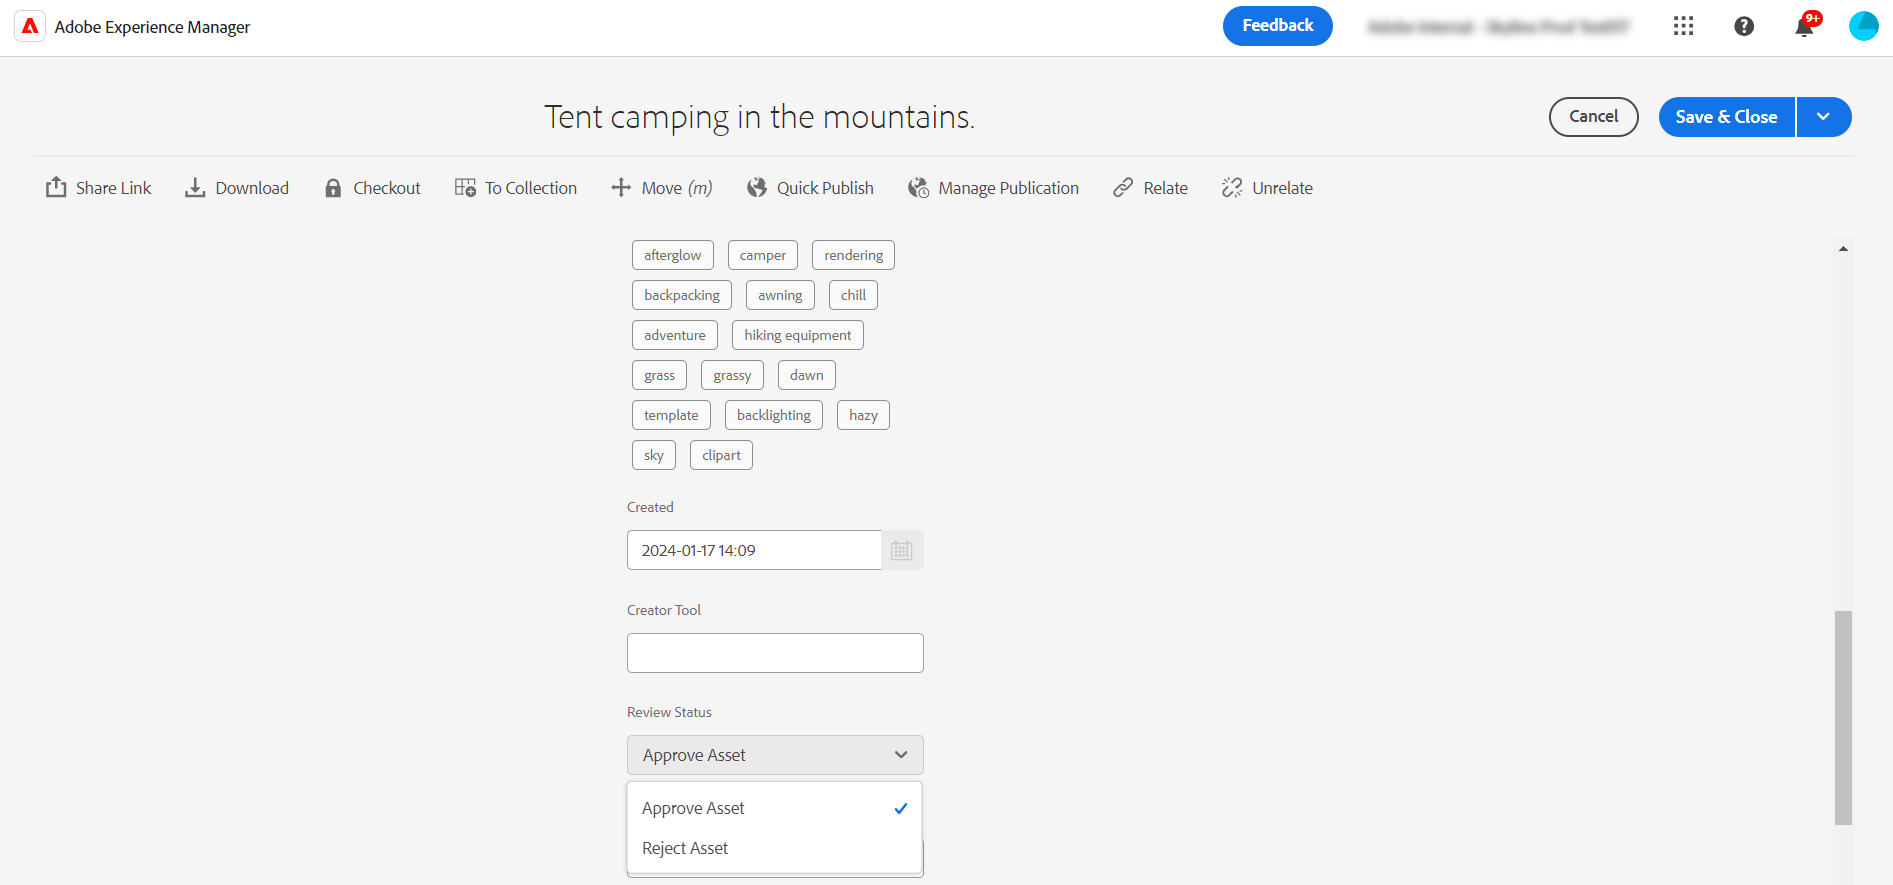 Adobe Experience Manager
Feedback
9+
Tent camping in the mountains.
Cancel
Save & Close
Share Link
Download
Checkout
To Collection
Move (m)
Quick Publish
Manage Publication
Relate
Unrelate
afterglow
camper
rendering
backpacking
awning
chill
adventure
hiking equipment
grass
grassy
dawn
template
backlighting
hazy
sky
clipart
Created
2024-01-17 14:09
Creator Tool
Review Status
Approve Asset
Approve Asset
Reject Asset